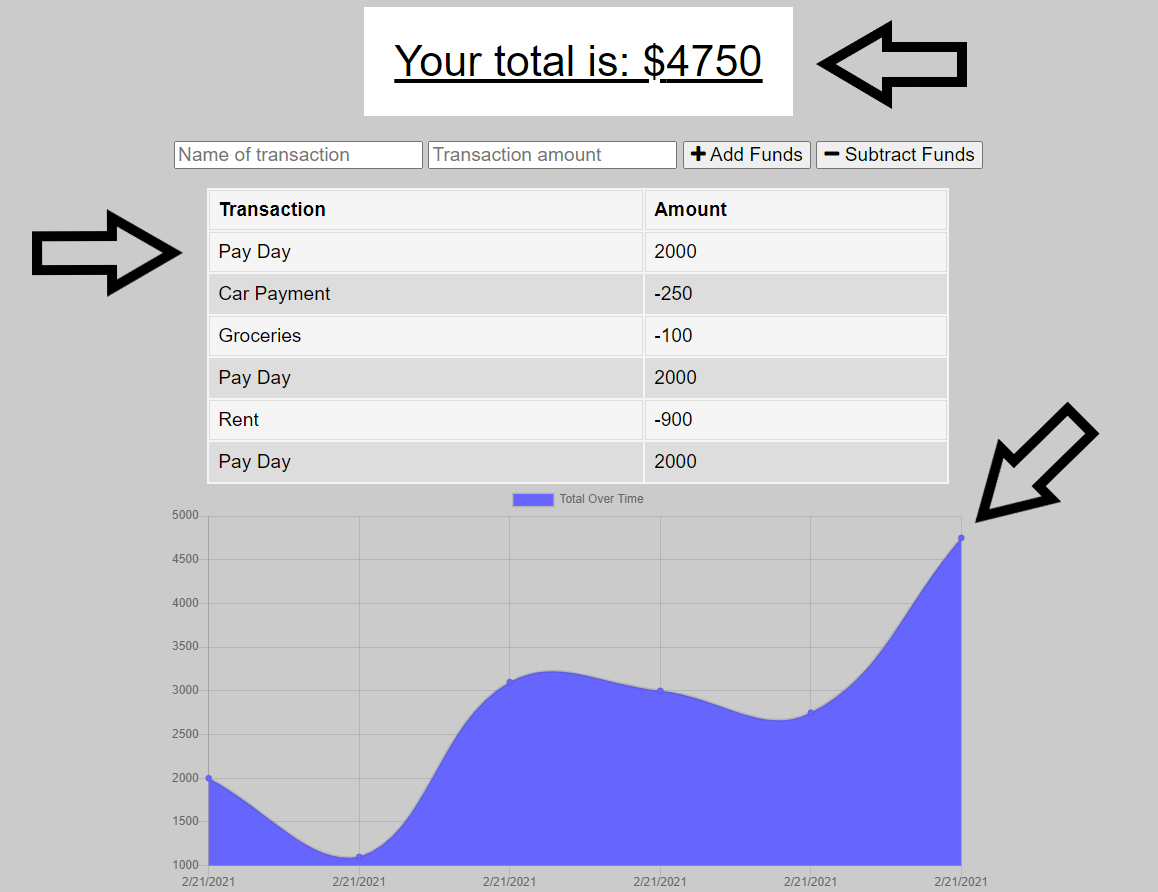 Your total is: $4750
Name of transaction Transaction amount + Add Funds − Subtract Funds
Transaction Amount
Pay Day 2000
Car Payment -250
Groceries -100
Pay Day 2000
Rent -900
Pay Day 2000
Total Over Time
5000
4500
4000
3500
3000
2500
2000
1500
1000
2/21/2021 2/21/2021 2/21/2021 2/21/2021 2/21/2021 2/21/2021